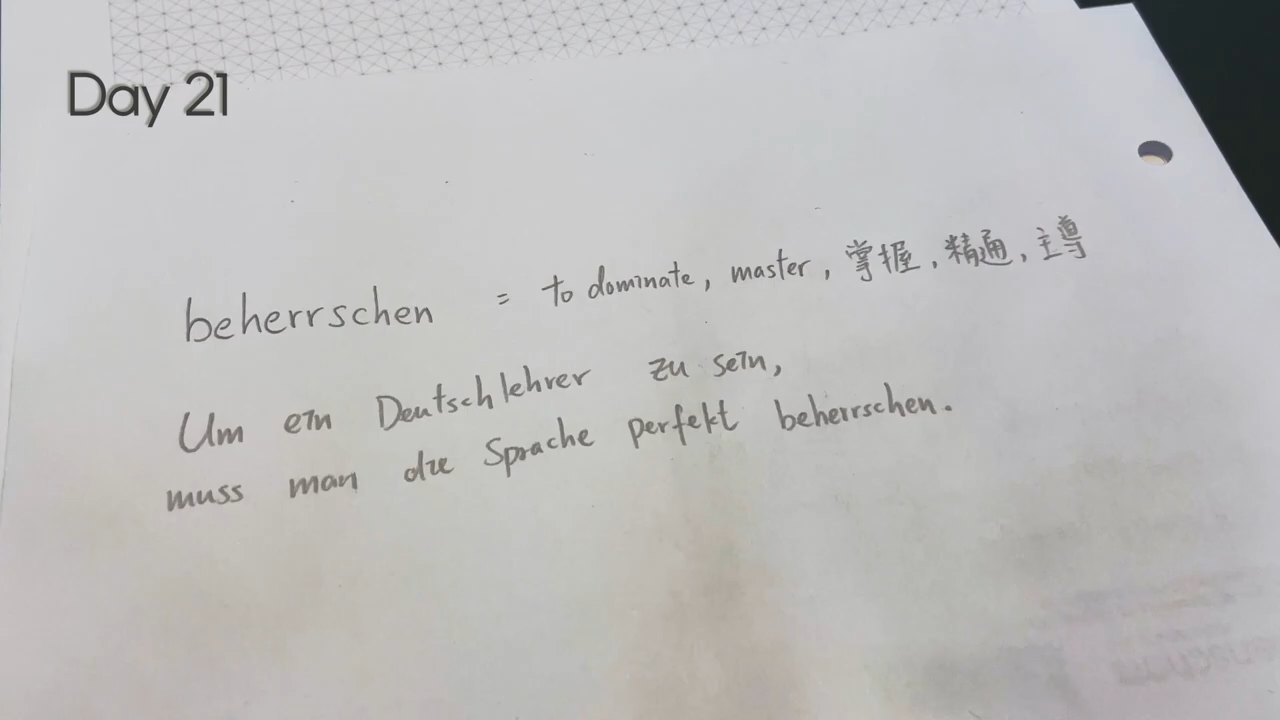 Day 21
beherrschen = to dominate, master, 掌握, 精通, 主导
Um ein Deutschlehrer zu sein,
muss man die Sprache perfekt beherrschen.